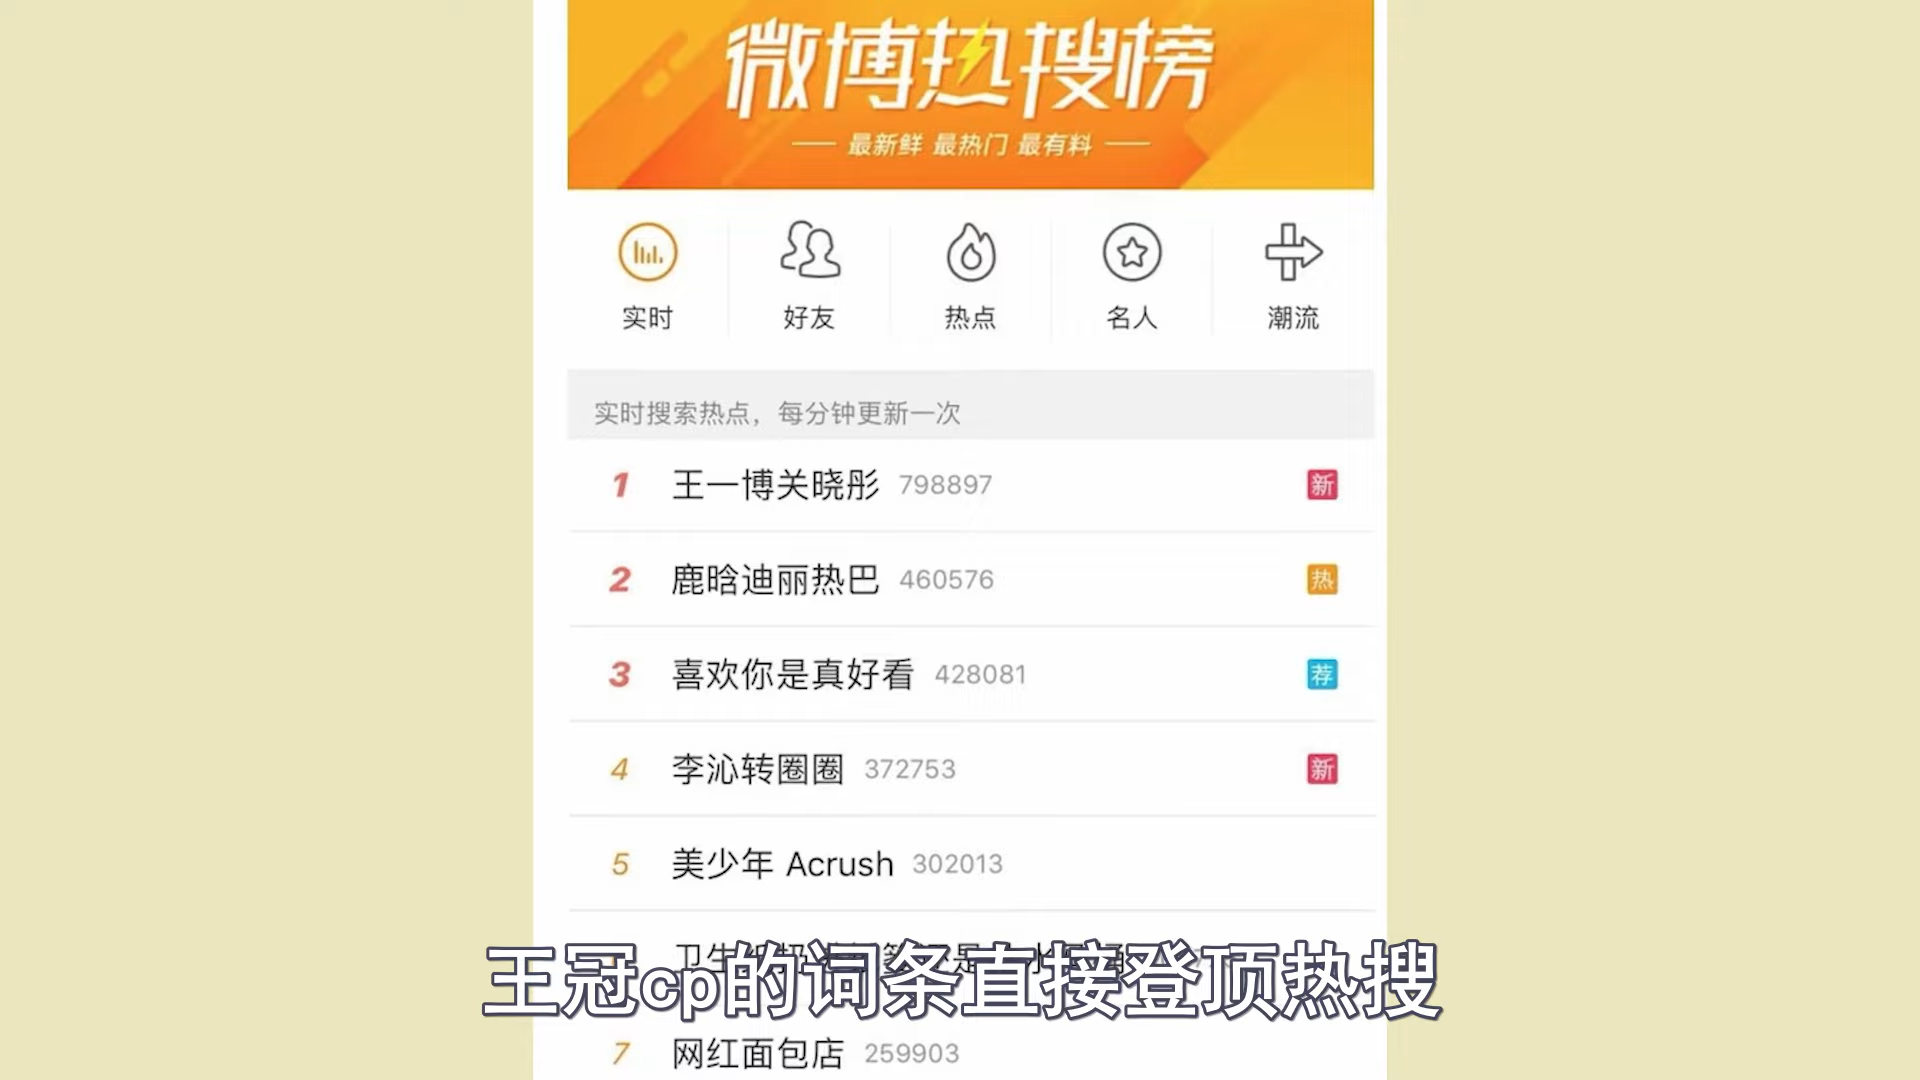 微博热搜榜
最新鲜 最热门 最有料
实时 好友 热点 名人 潮流
实时搜索热点，每分钟更新一次
1 王一博关晓彤 798897 新
2 鹿晗迪丽热巴 460576 热
3 喜欢你是真好看 428081 荐
4 李沁转圈圈 372753 新
5 美少年 Acrush 302013
卫生
王冠cp的词条直接登顶热搜
7 网红面包店 259903